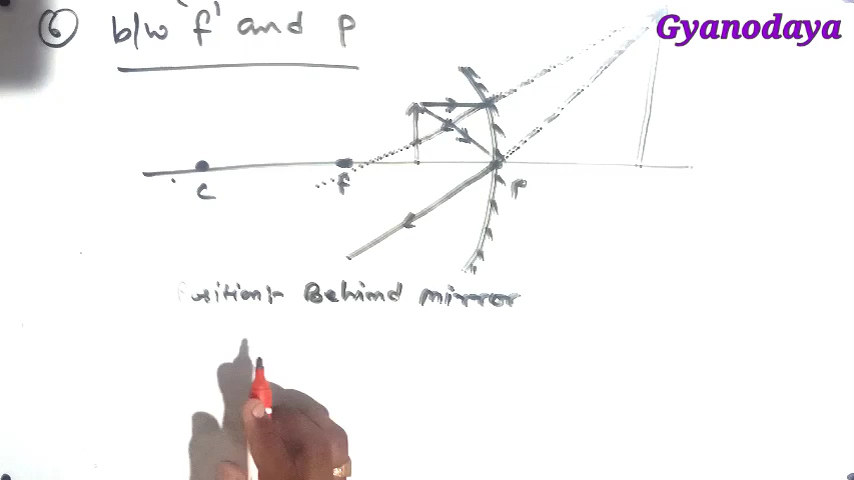 6 b/w 'f' and P
Gyanodaya
C
f
P
Position:- Behind mirror